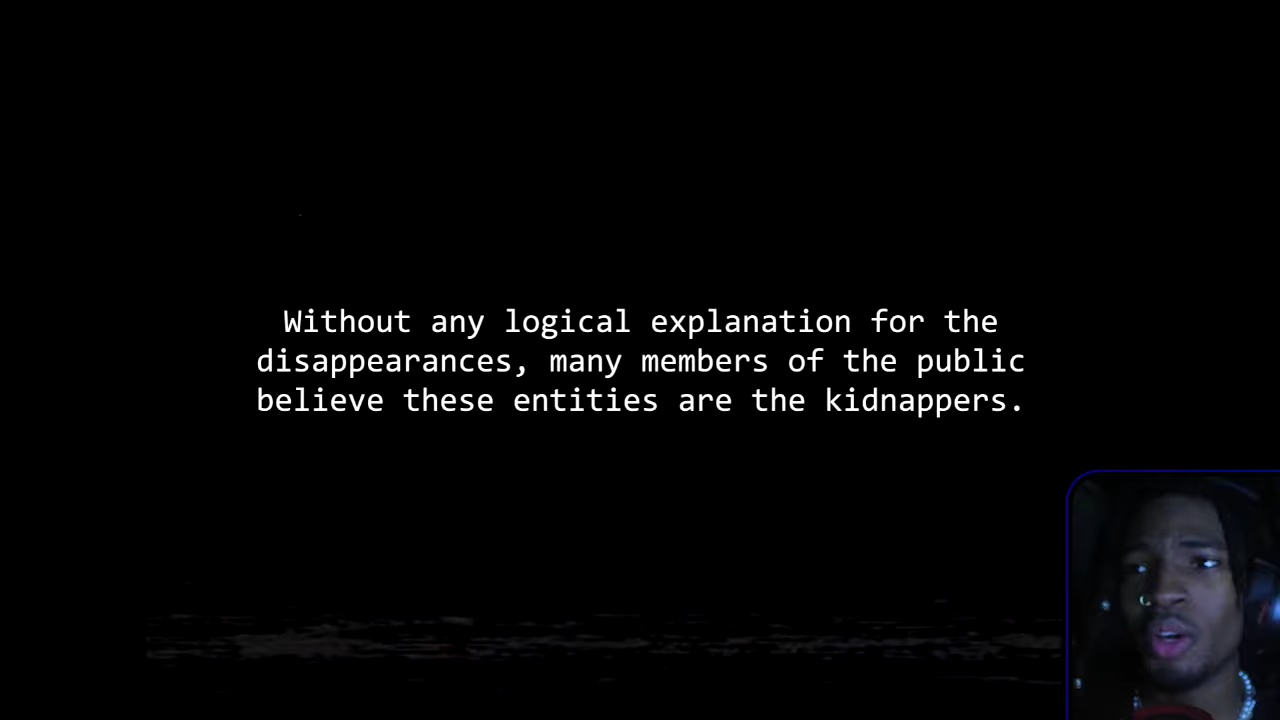 Without any logical explanation for the
disappearances, many members of the public
believe these entities are the kidnappers.